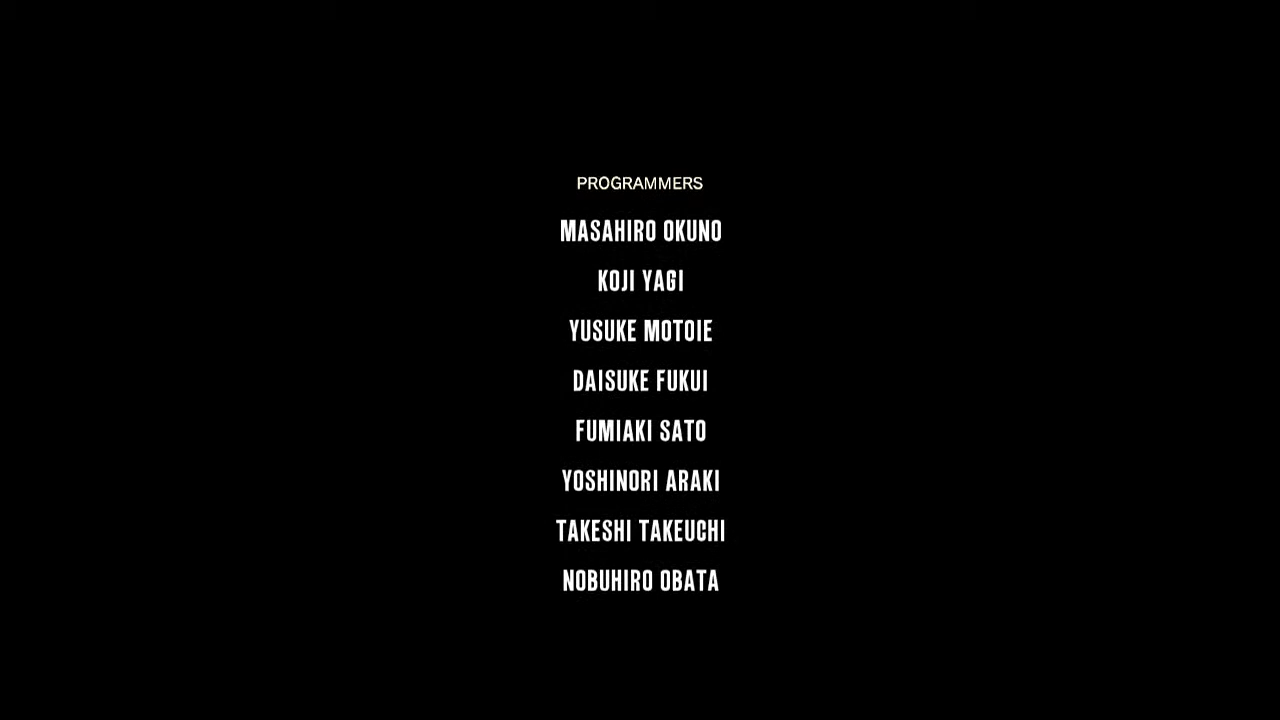 PROGRAMMERS
MASAHIRO OKUNO
KOJI YAGI
YUSUKE MOTOIE
DAISUKE FUKUI
FUMIAKI SATO
YOSHINORI ARAKI
TAKESHI TAKEUCHI
NOBUHIRO OBATA